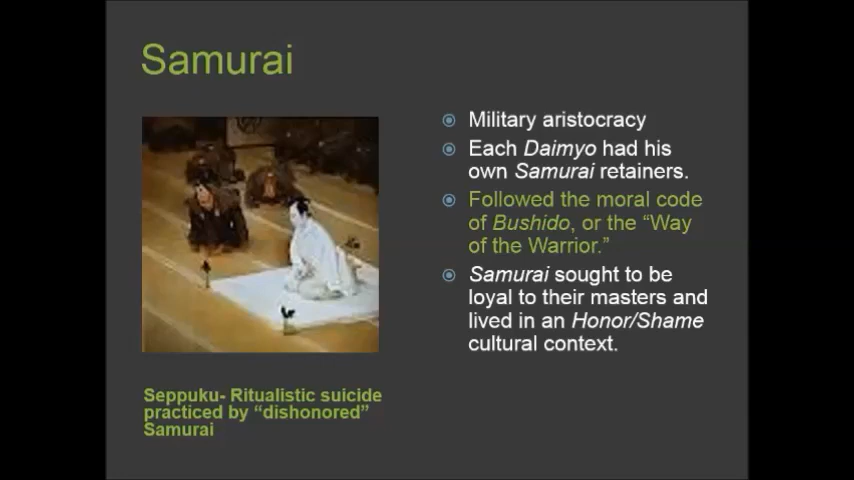 Samurai
Military aristocracy
Each Daimyo had his
own Samurai retainers.
Followed the moral code
of Bushido, or the “Way
of the Warrior.”
Samurai sought to be
loyal to their masters and
lived in an Honor/Shame
cultural context.
Seppuku- Ritualistic suicide
practiced by “dishonored”
Samurai